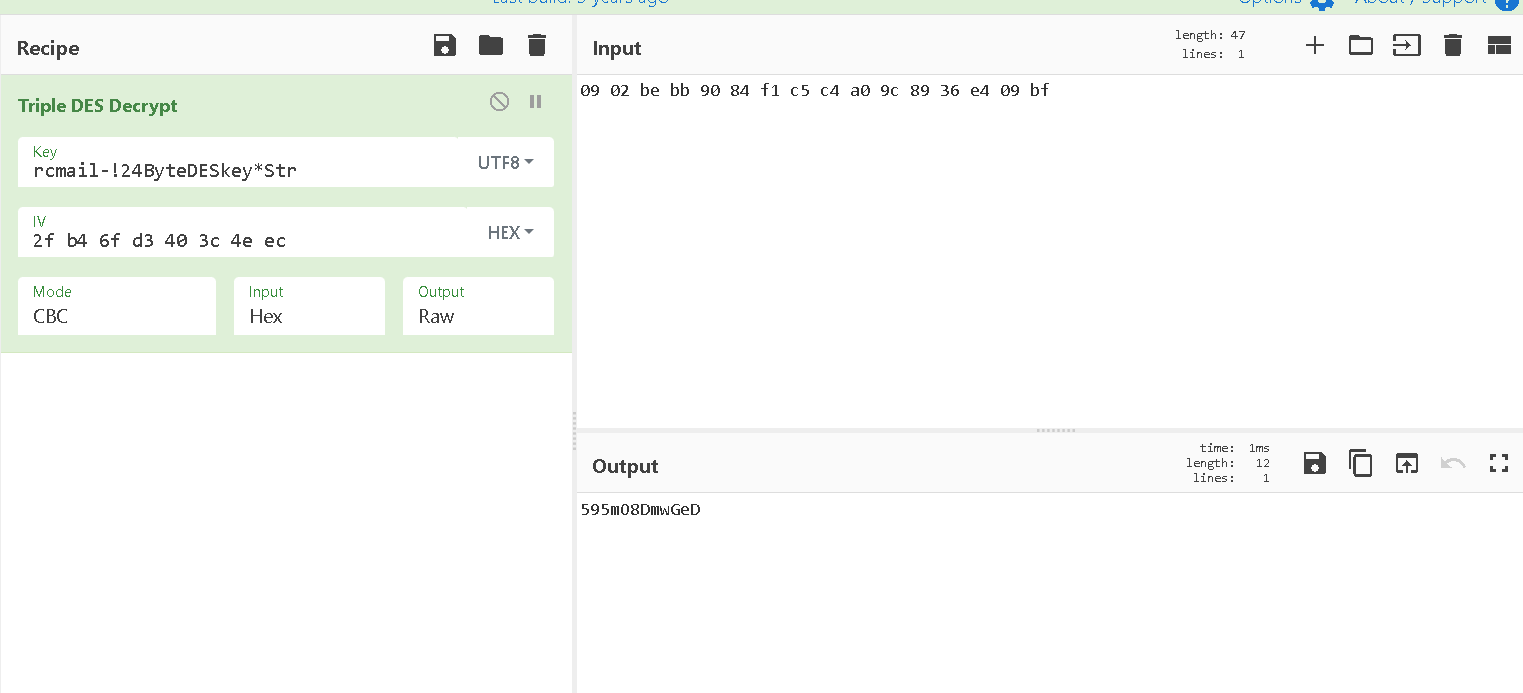 Last build: 3 years ago
Options
About / Support
Recipe
Triple DES Decrypt
Key
rcmail-!24ByteDESkey*Str
UTF8
IV
2f b4 6f d3 40 3c 4e ec
HEX
Mode
CBC
Input
Hex
Output
Raw
Input
length: 47
lines: 1
09 02 be bb 90 84 f1 c5 c4 a0 9c 89 36 e4 09 bf
Output
time: 1ms
length: 12
lines: 1
595mO8DmwGeD